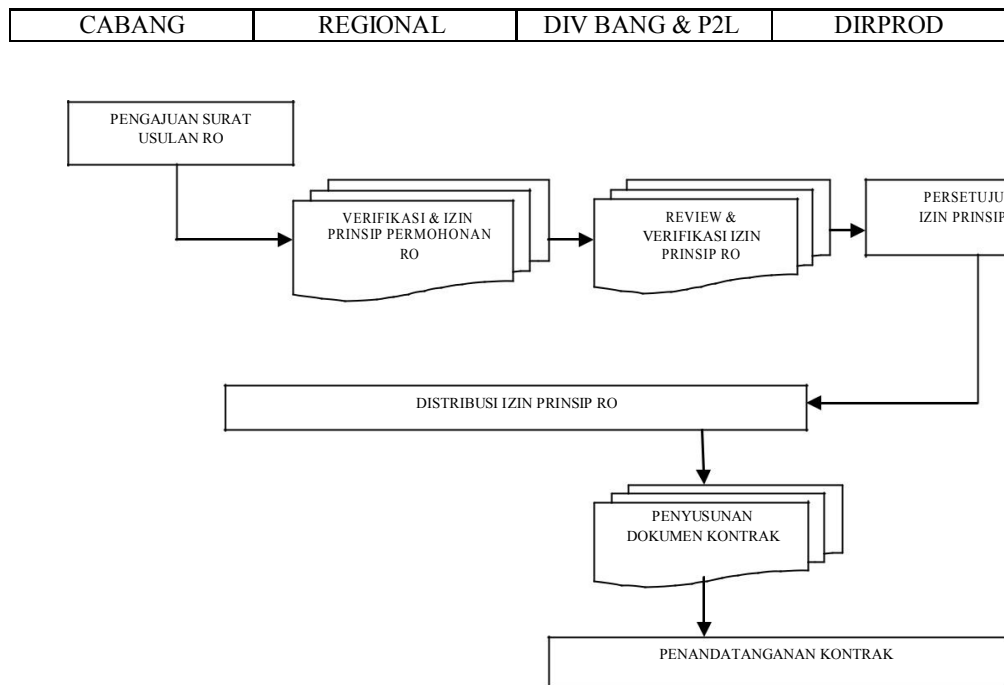 CABANG
REGIONAL
DIV BANG & P2L
DIRPROD
PENGAJUAN SURAT
USULAN RO
VERIFIKASI & IZIN
PRINSIP PERMOHONAN
RO
REVIEW &
VERIFIKASI IZIN
PRINSIP RO
PERSETUJU
IZIN PRINSIP
DISTRIBUSI IZIN PRINSIP RO
PENYUSUNAN
DOKUMEN KONTRAK
PENANDATANGANAN KONTRAK